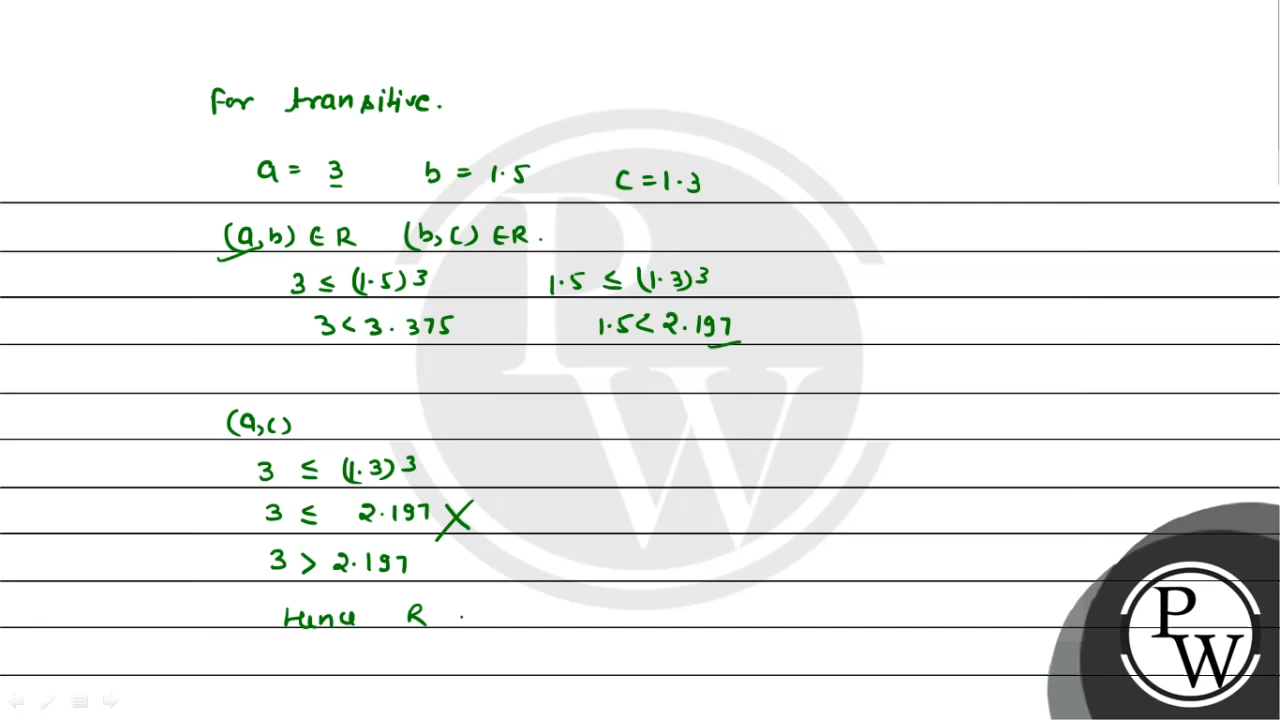 For transitive.
a = 3 b = 1.5 c = 1.3
(a,b) ∈ R (b,c) ∈ R.
3 ≤ (1.5)3 1.5 ≤ (1.3)3
3 < 3.375 1.5 < 2.197
(a,c)
3 ≤ (1.3)3
3 ≤ 2.197 X
3 > 2.197
Hence R .
P
W
P
W